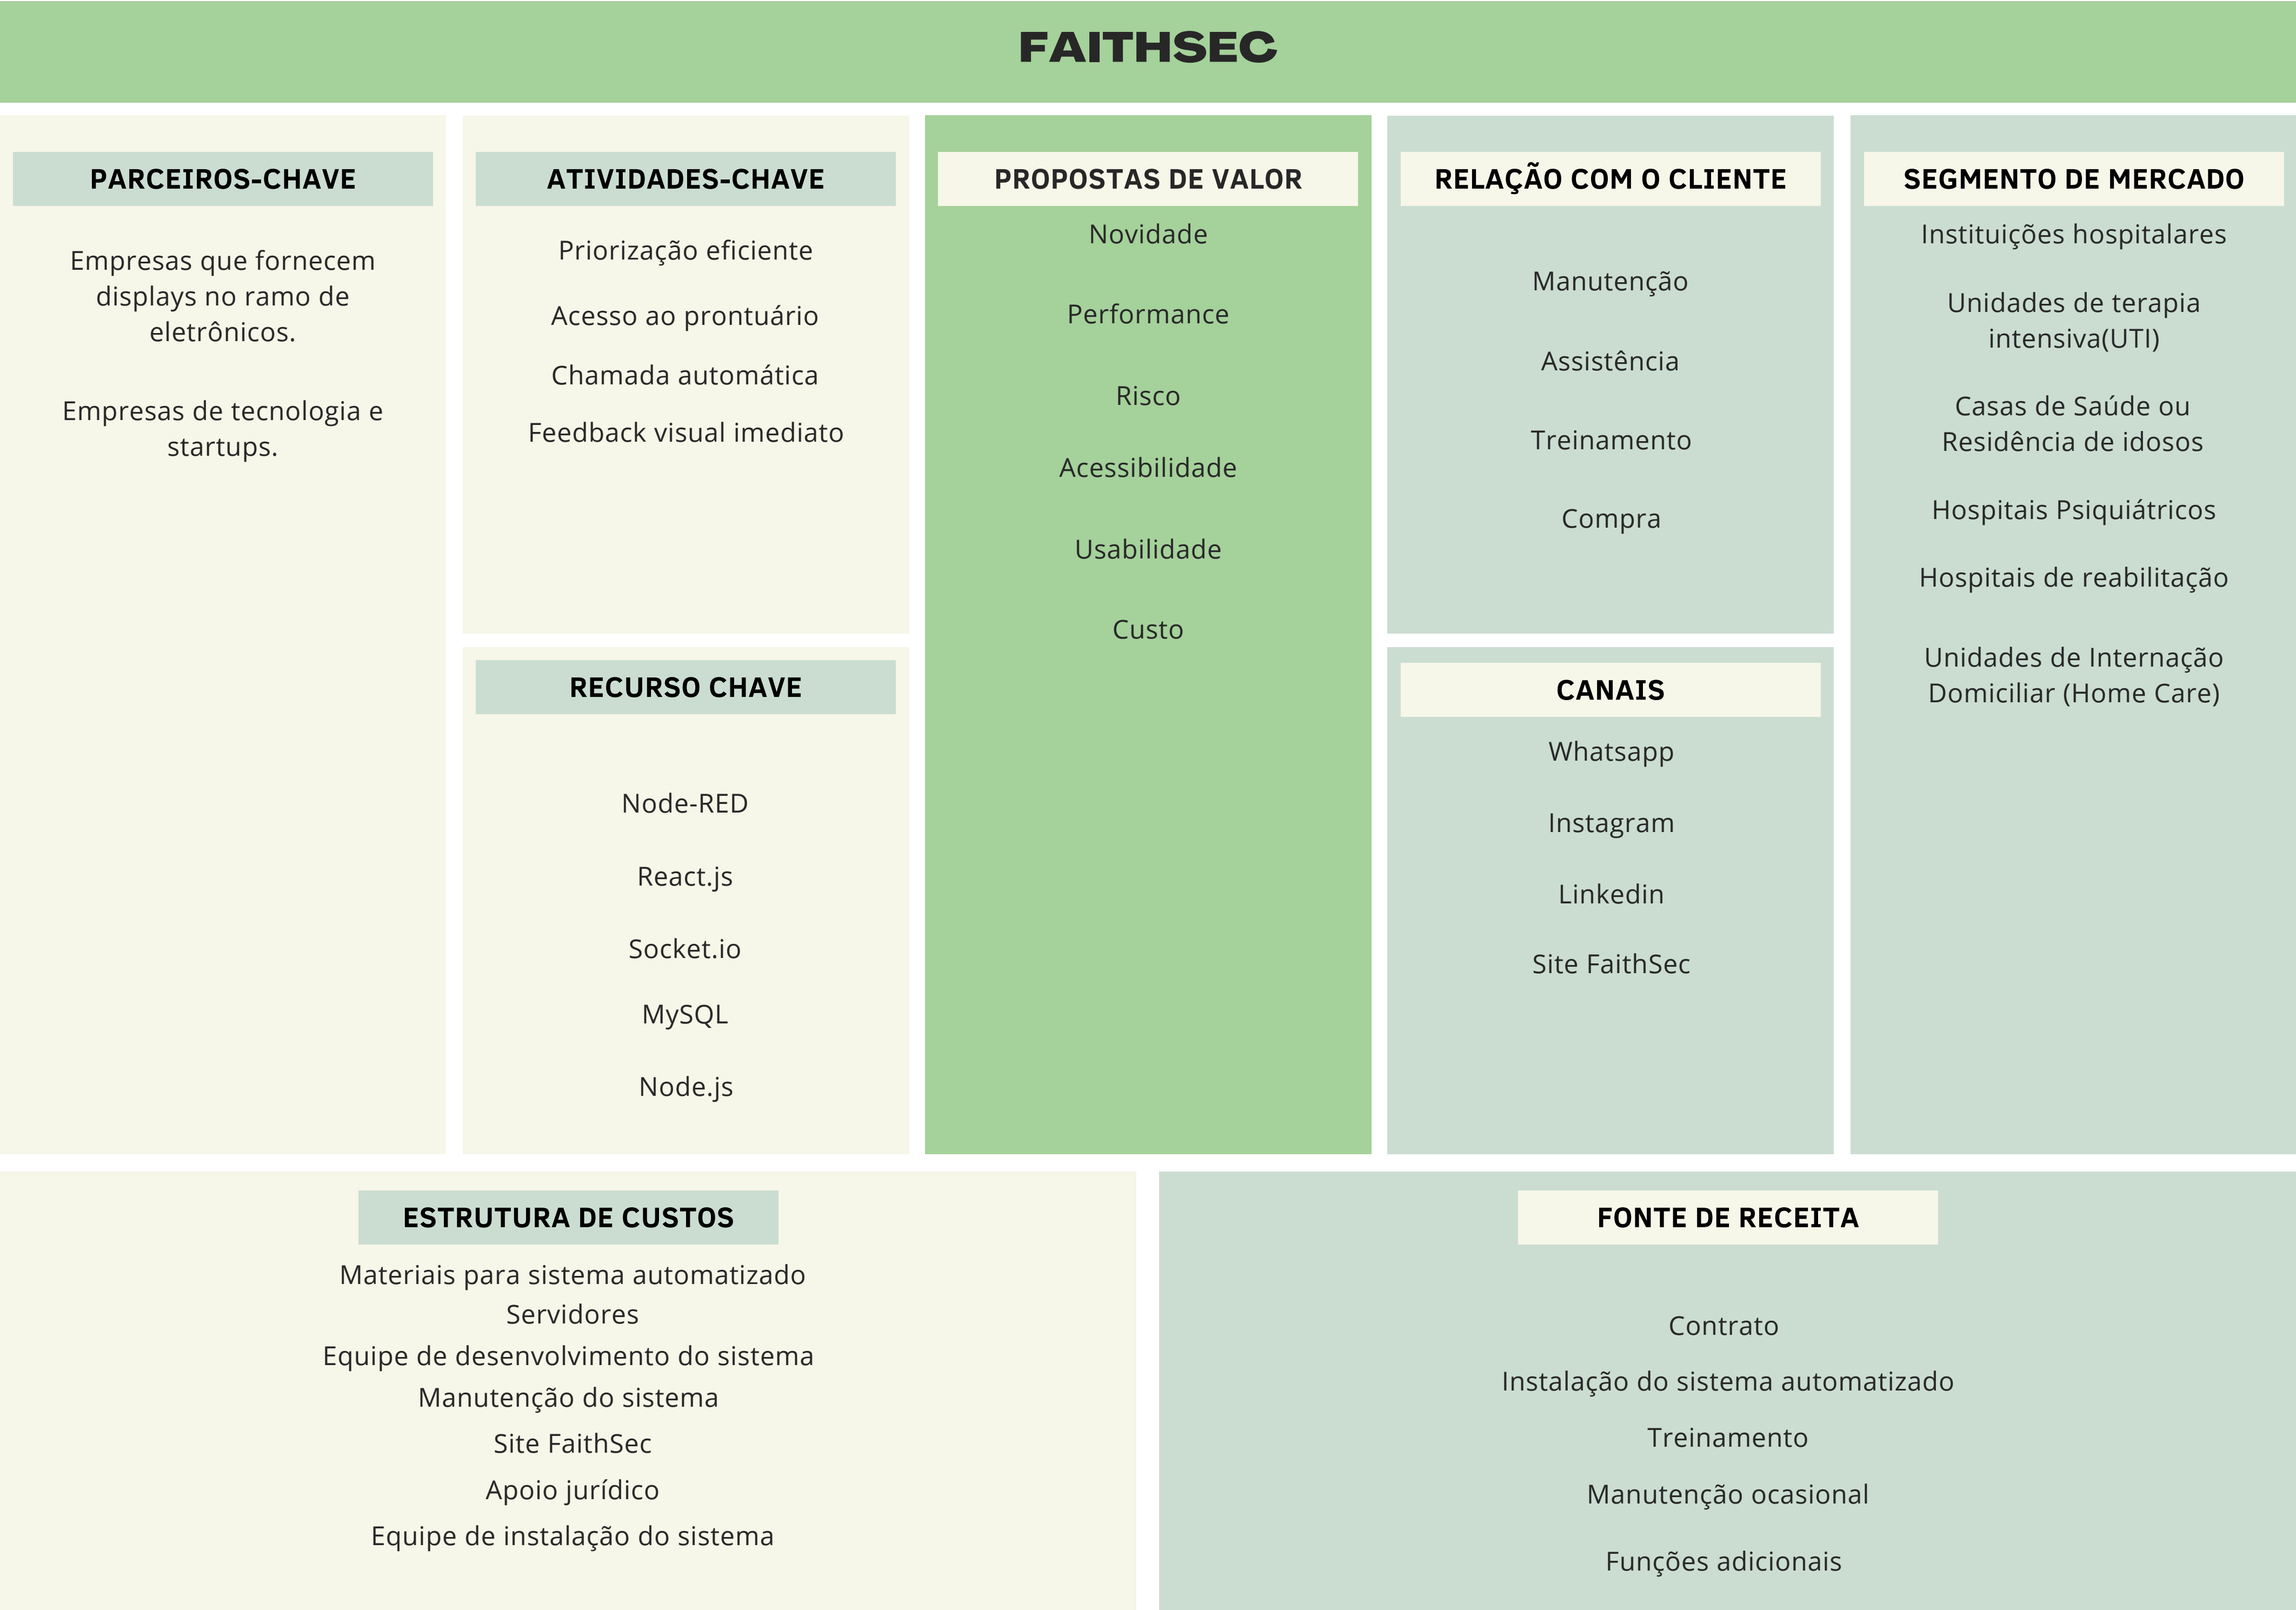 FAITHSEC
PARCEIROS-CHAVE
Empresas que fornecem
displays no ramo de
eletrônicos.
Empresas de tecnologia e
startups.
ATIVIDADES-CHAVE
Priorização eficiente
Acesso ao prontuário
Chamada automática
Feedback visual imediato
RECURSO CHAVE
Node-RED
React.js
Socket.io
MySQL
Node.js
PROPOSTAS DE VALOR
Novidade
Performance
Risco
Acessibilidade
Usabilidade
Custo
RELAÇÃO COM O CLIENTE
Manutenção
Assistência
Treinamento
Compra
CANAIS
Whatsapp
Instagram
Linkedin
Site FaithSec
SEGMENTO DE MERCADO
Instituições hospitalares
Unidades de terapia
intensiva(UTI)
Casas de Saúde ou
Residência de idosos
Hospitais Psiquiátricos
Hospitais de reabilitação
Unidades de Internação
Domiciliar (Home Care)
ESTRUTURA DE CUSTOS
Materiais para sistema automatizado
Servidores
Equipe de desenvolvimento do sistema
Manutenção do sistema
Site FaithSec
Apoio jurídico
Equipe de instalação do sistema
FONTE DE RECEITA
Contrato
Instalação do sistema automatizado
Treinamento
Manutenção ocasional
Funções adicionais